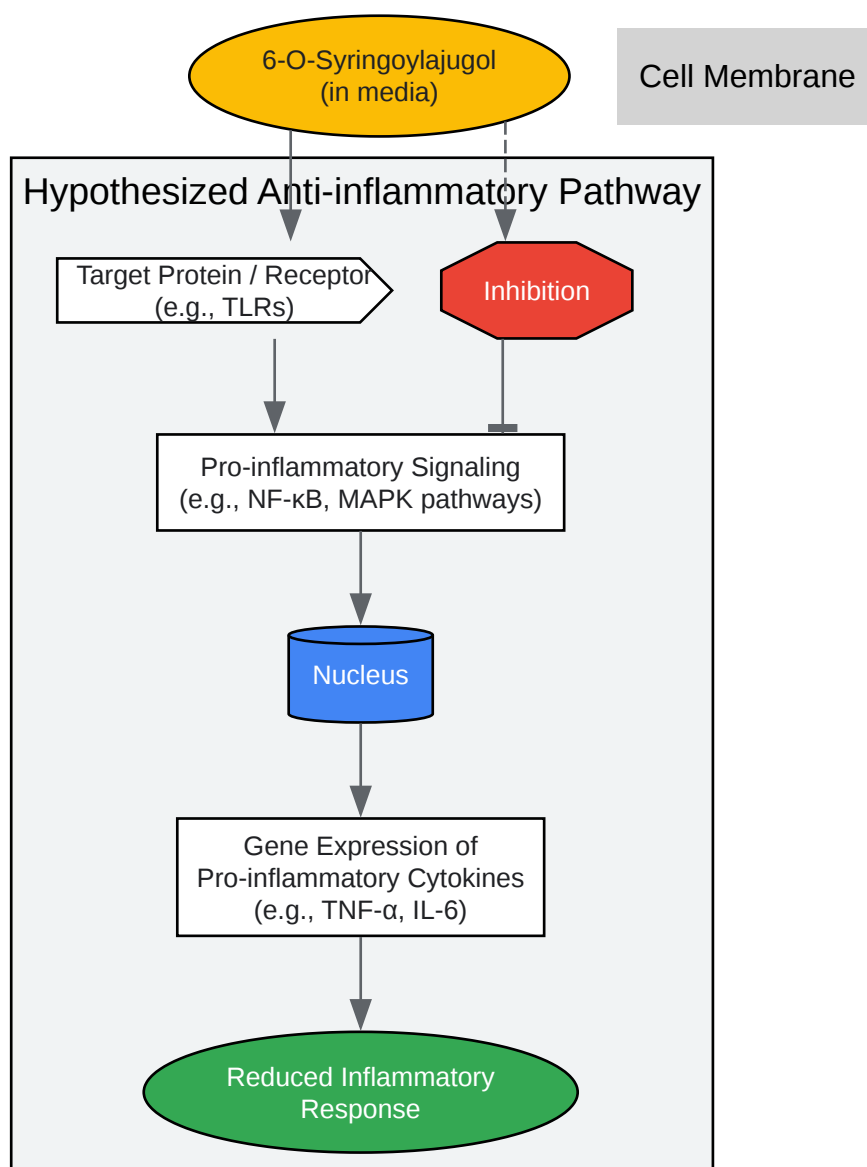 6-O-Syringoylajugol
(in media)
Cell Membrane
Hypothesized Anti-inflammatory Pathway
Target Protein / Receptor
(e.g., TLRs)
Inhibition
Pro-inflammatory Signaling
(e.g., NF-κB, MAPK pathways)
Nucleus
Gene Expression of
Pro-inflammatory Cytokines
(e.g., TNF-α, IL-6)
Reduced Inflammatory
Response